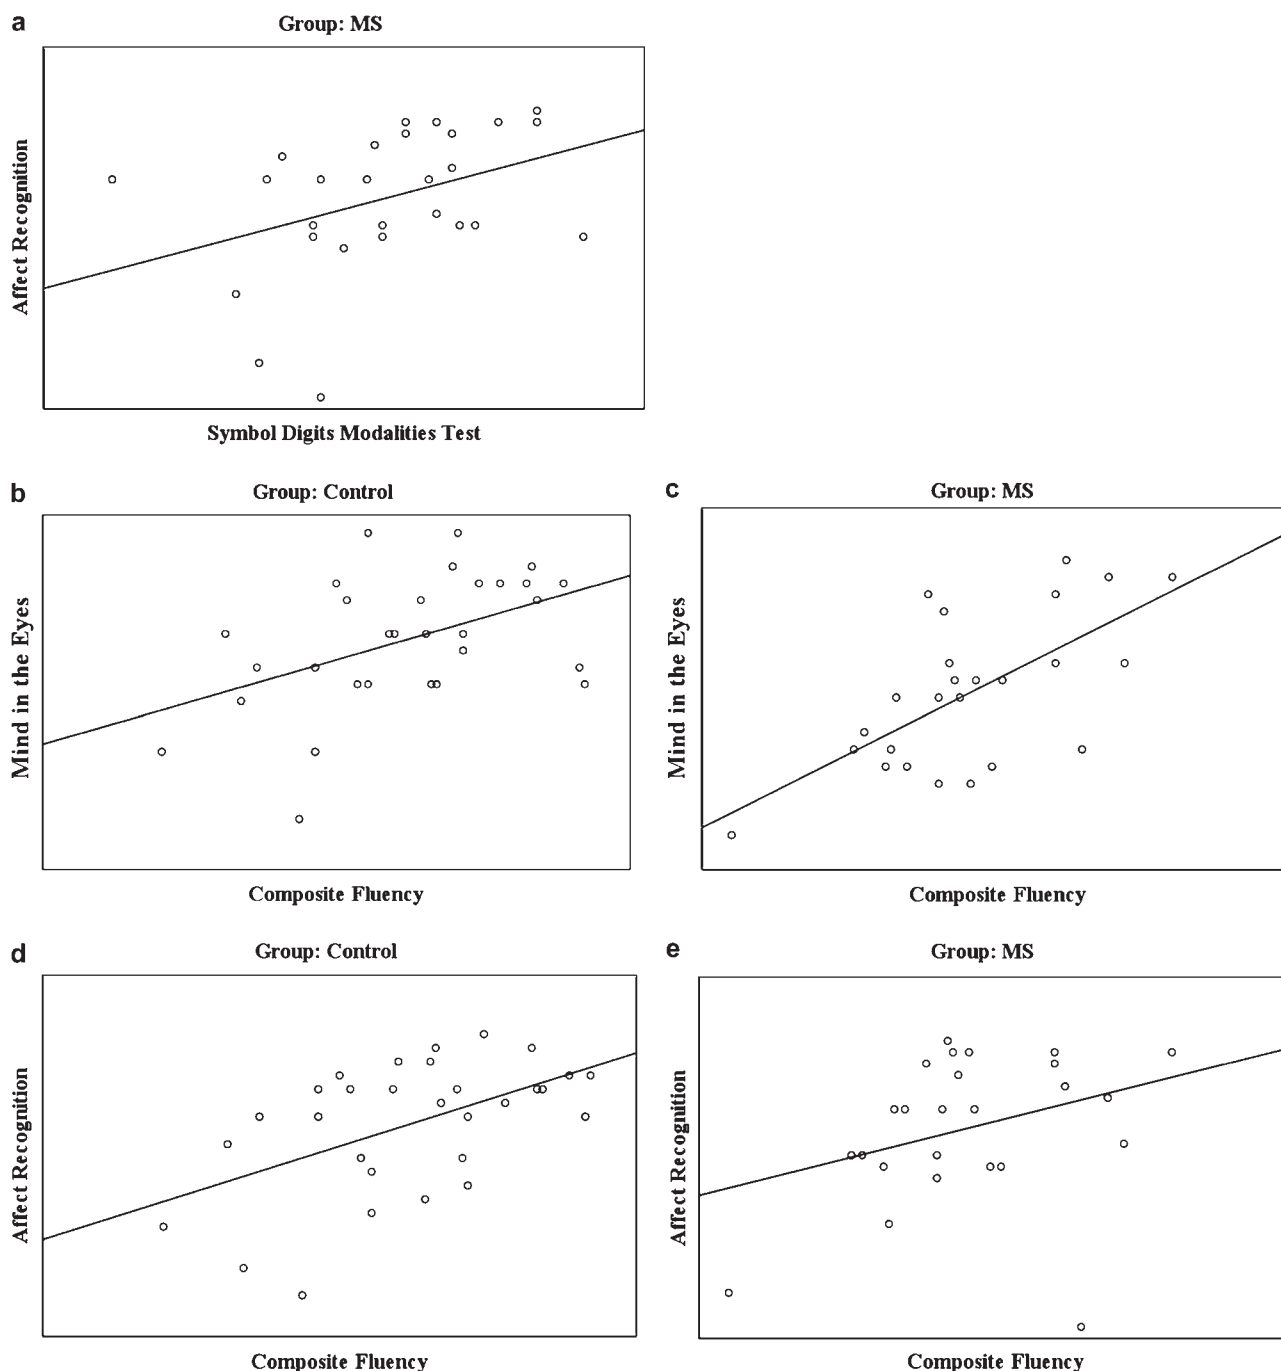 a
Group: MS
Affect Recognition
Symbol Digits Modalities Test
b
Group: Control
Mind in the Eyes
Composite Fluency
c
Group: MS
Mind in the Eyes
Composite Fluency
d
Group: Control
Affect Recognition
Composite Fluency
e
Group: MS
Affect Recognition
Composite Fluency